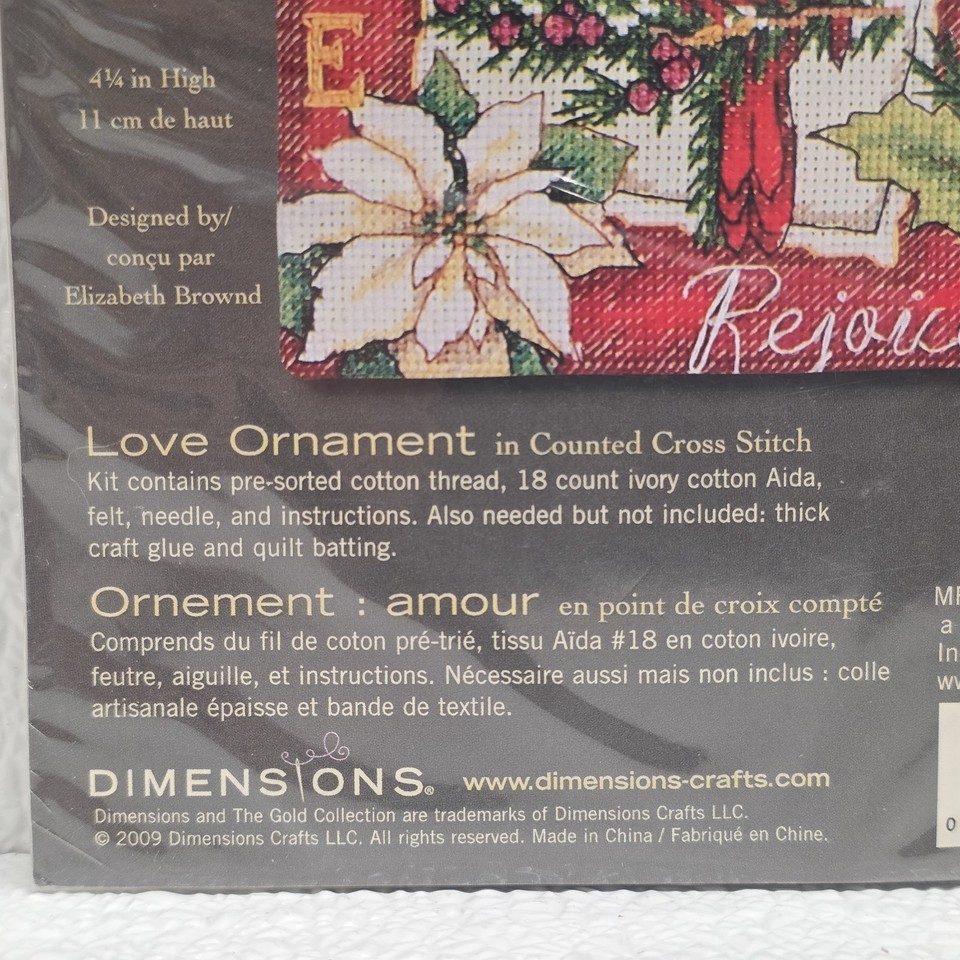 E
4¼ in High
11 cm de haut
Designed by/
conçu par
Elizabeth Brownd
Rejoic
Love Ornament in Counted Cross Stitch
Kit contains pre-sorted cotton thread, 18 count ivory cotton Aida,
felt, needle, and instructions. Also needed but not included: thick
craft glue and quilt batting.
Ornement : amour en point de croix compté
Comprends du fil de coton pré-trié, tissu Aïda #18 en coton ivoire,
feutre, aiguille, et instructions. Nécessaire aussi mais non inclus : colle
artisanale épaisse et bande de textile.
DIMENSIONS® www.dimensions-crafts.com
Dimensions and The Gold Collection are trademarks of Dimensions Crafts LLC.
© 2009 Dimensions Crafts LLC. All rights reserved. Made in China / Fabriqué en Chine.
a
In
0